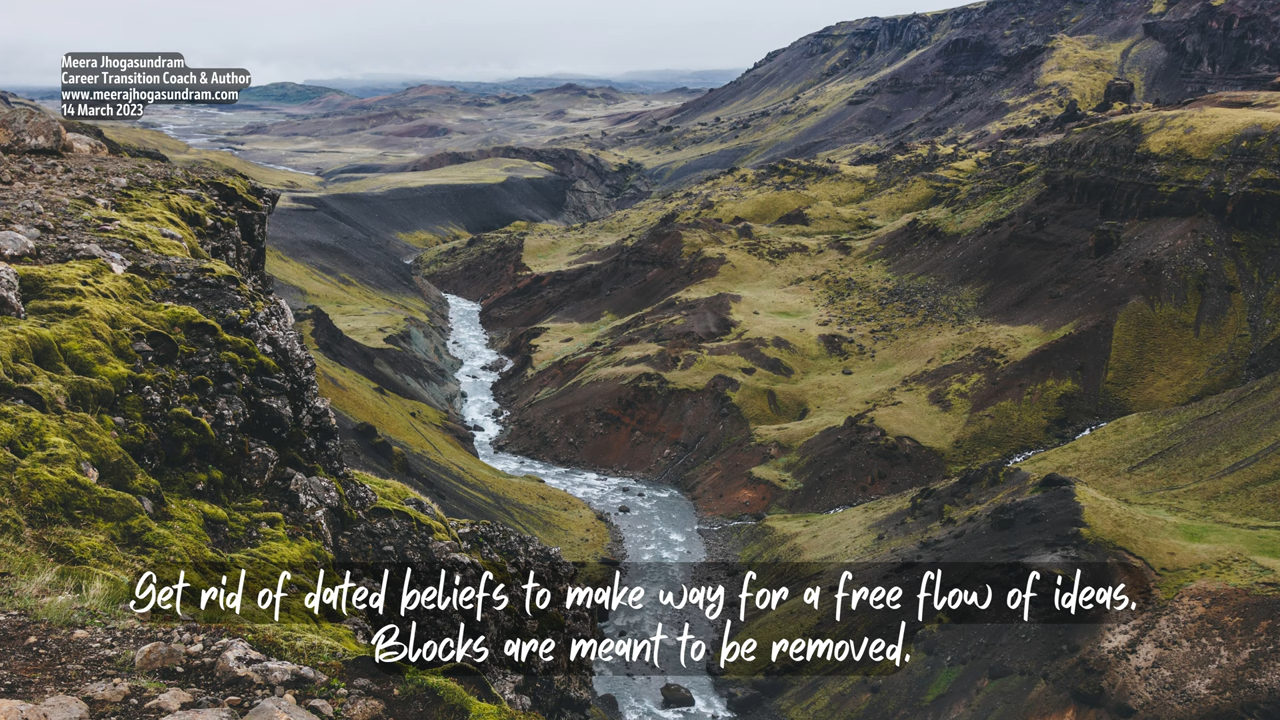 Meera Jhogasundram
Career Transition Coach & Author
www.meerajhogasundram.com
14 March 2023
Get rid of dated beliefs to make way for a free flow of ideas.
Blocks are meant to be removed.